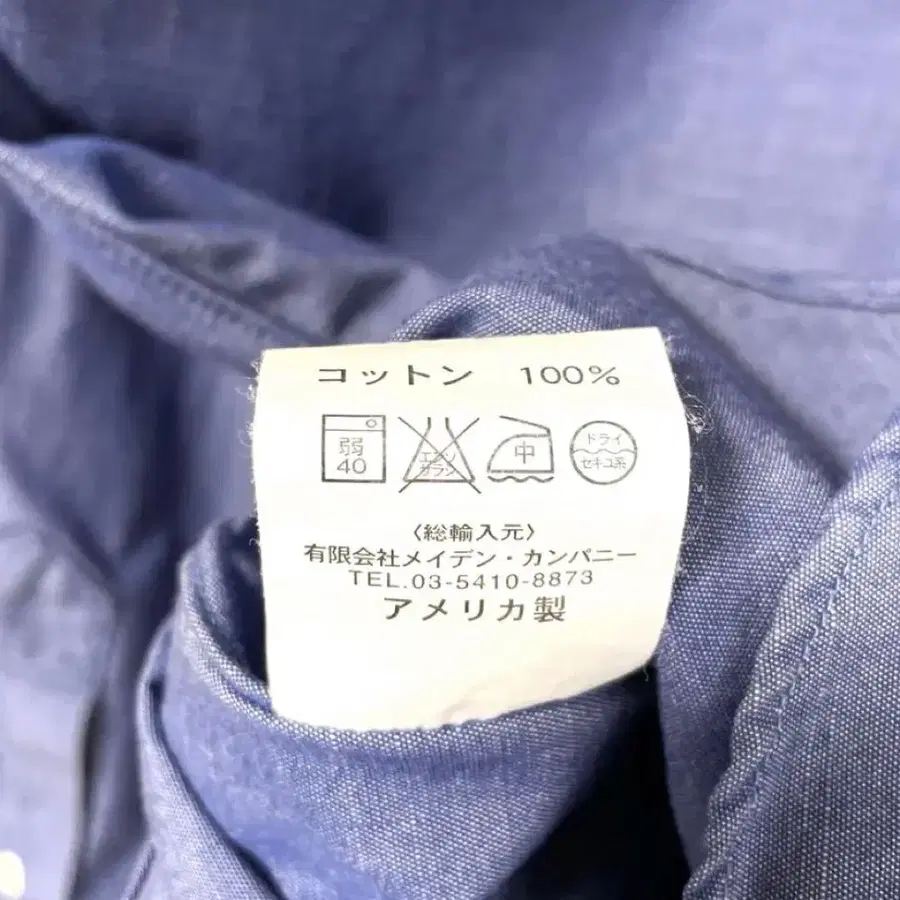 コットン 100%
弱
40
エンソ
サラシ
中
ドライ
セキユ系
〈総輸入元〉
有限会社メイデン・カンパニー
TEL.03-5410-8873
アメリカ製